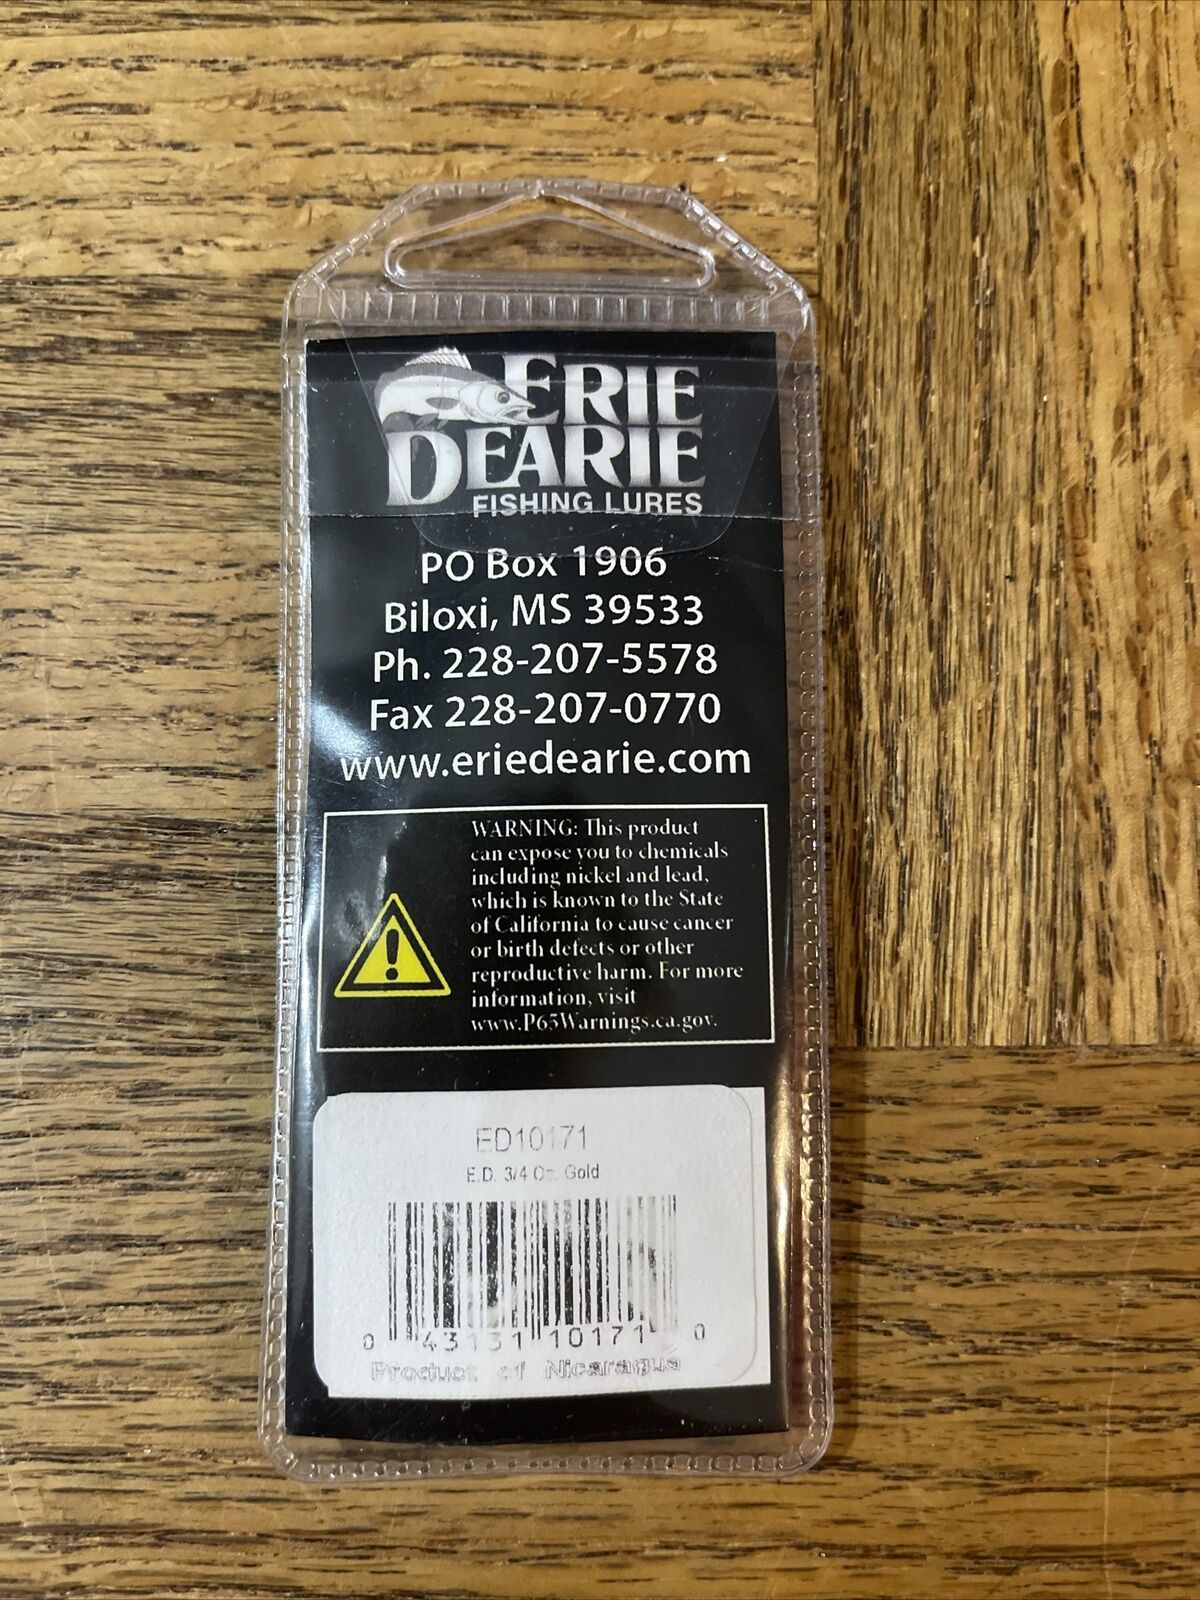 ERIE
DEARIE
FISHING LURES
PO Box 1906
Biloxi, MS 39533
Ph. 228-207-5578
Fax 228-207-0770
www.eriedearie.com
WARNING: This product
can expose you to chemicals
including nickel and lead,
which is known to the State
of California to cause cancer
or birth defects or other
reproductive harm. For more
information, visit
www.P65Warnings.ca.gov.
ED10171
E.D. 3/4 Oz. Gold
0 43131 10171 0
Product of Nicaragua